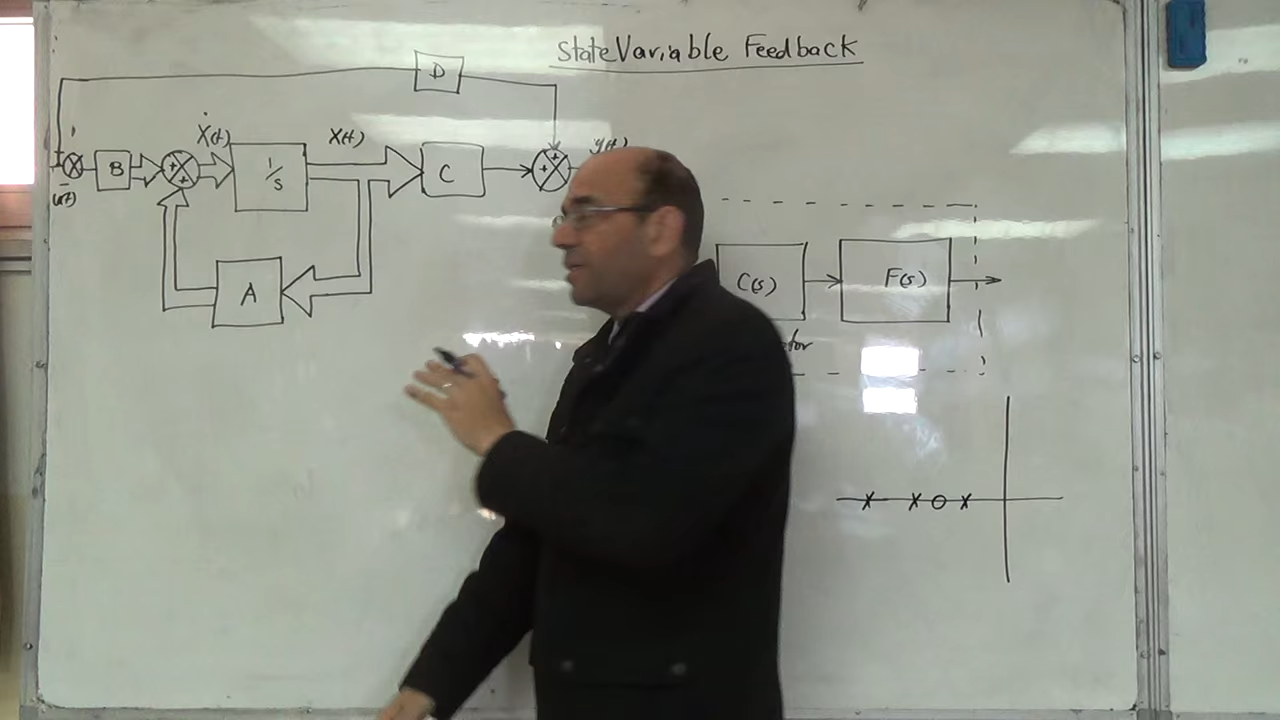 State Variable Feedback
D
Ẋ(t)
X(t)
y(t)
B
+
+
1/s
C
+
+
u(t)
A
C(s)
F(s)